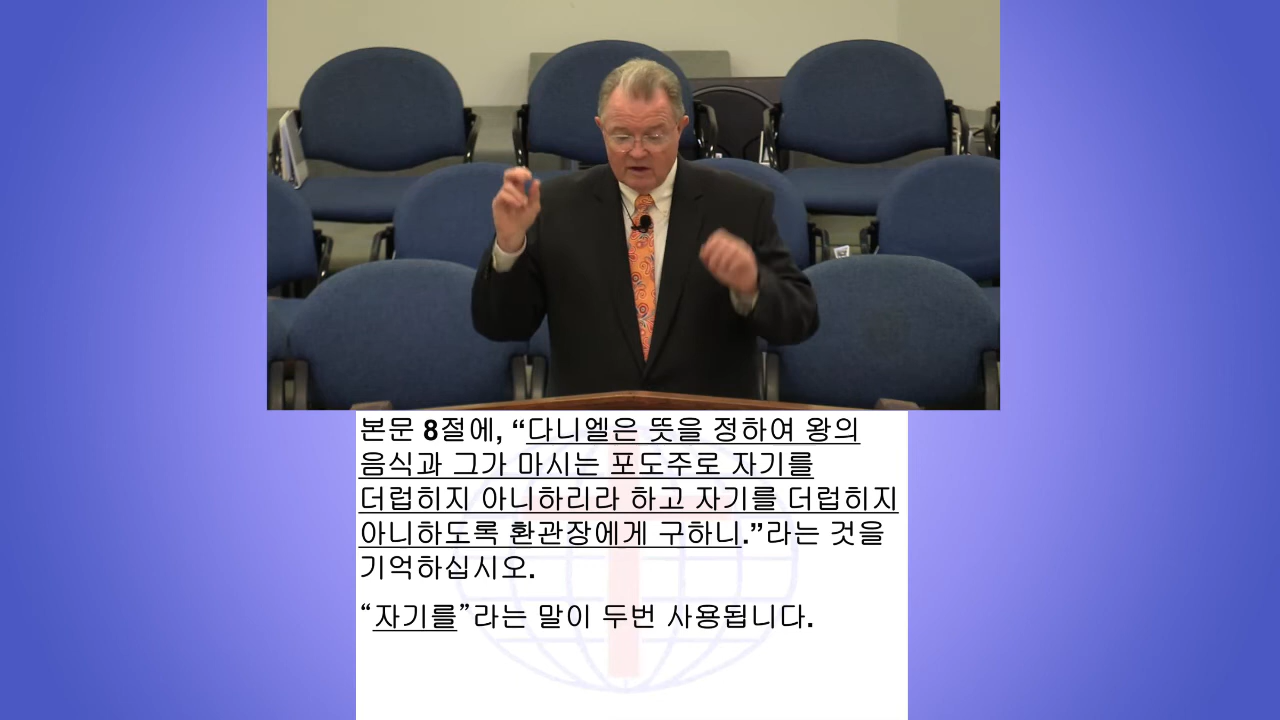 본문 8절에, “다니엘은 뜻을 정하여 왕의
음식과 그가 마시는 포도주로 자기를
더럽히지 아니하리라 하고 자기를 더럽히지
아니하도록 환관장에게 구하니.”라는 것을
기억하십시오.
“자기를”라는 말이 두번 사용됩니다.